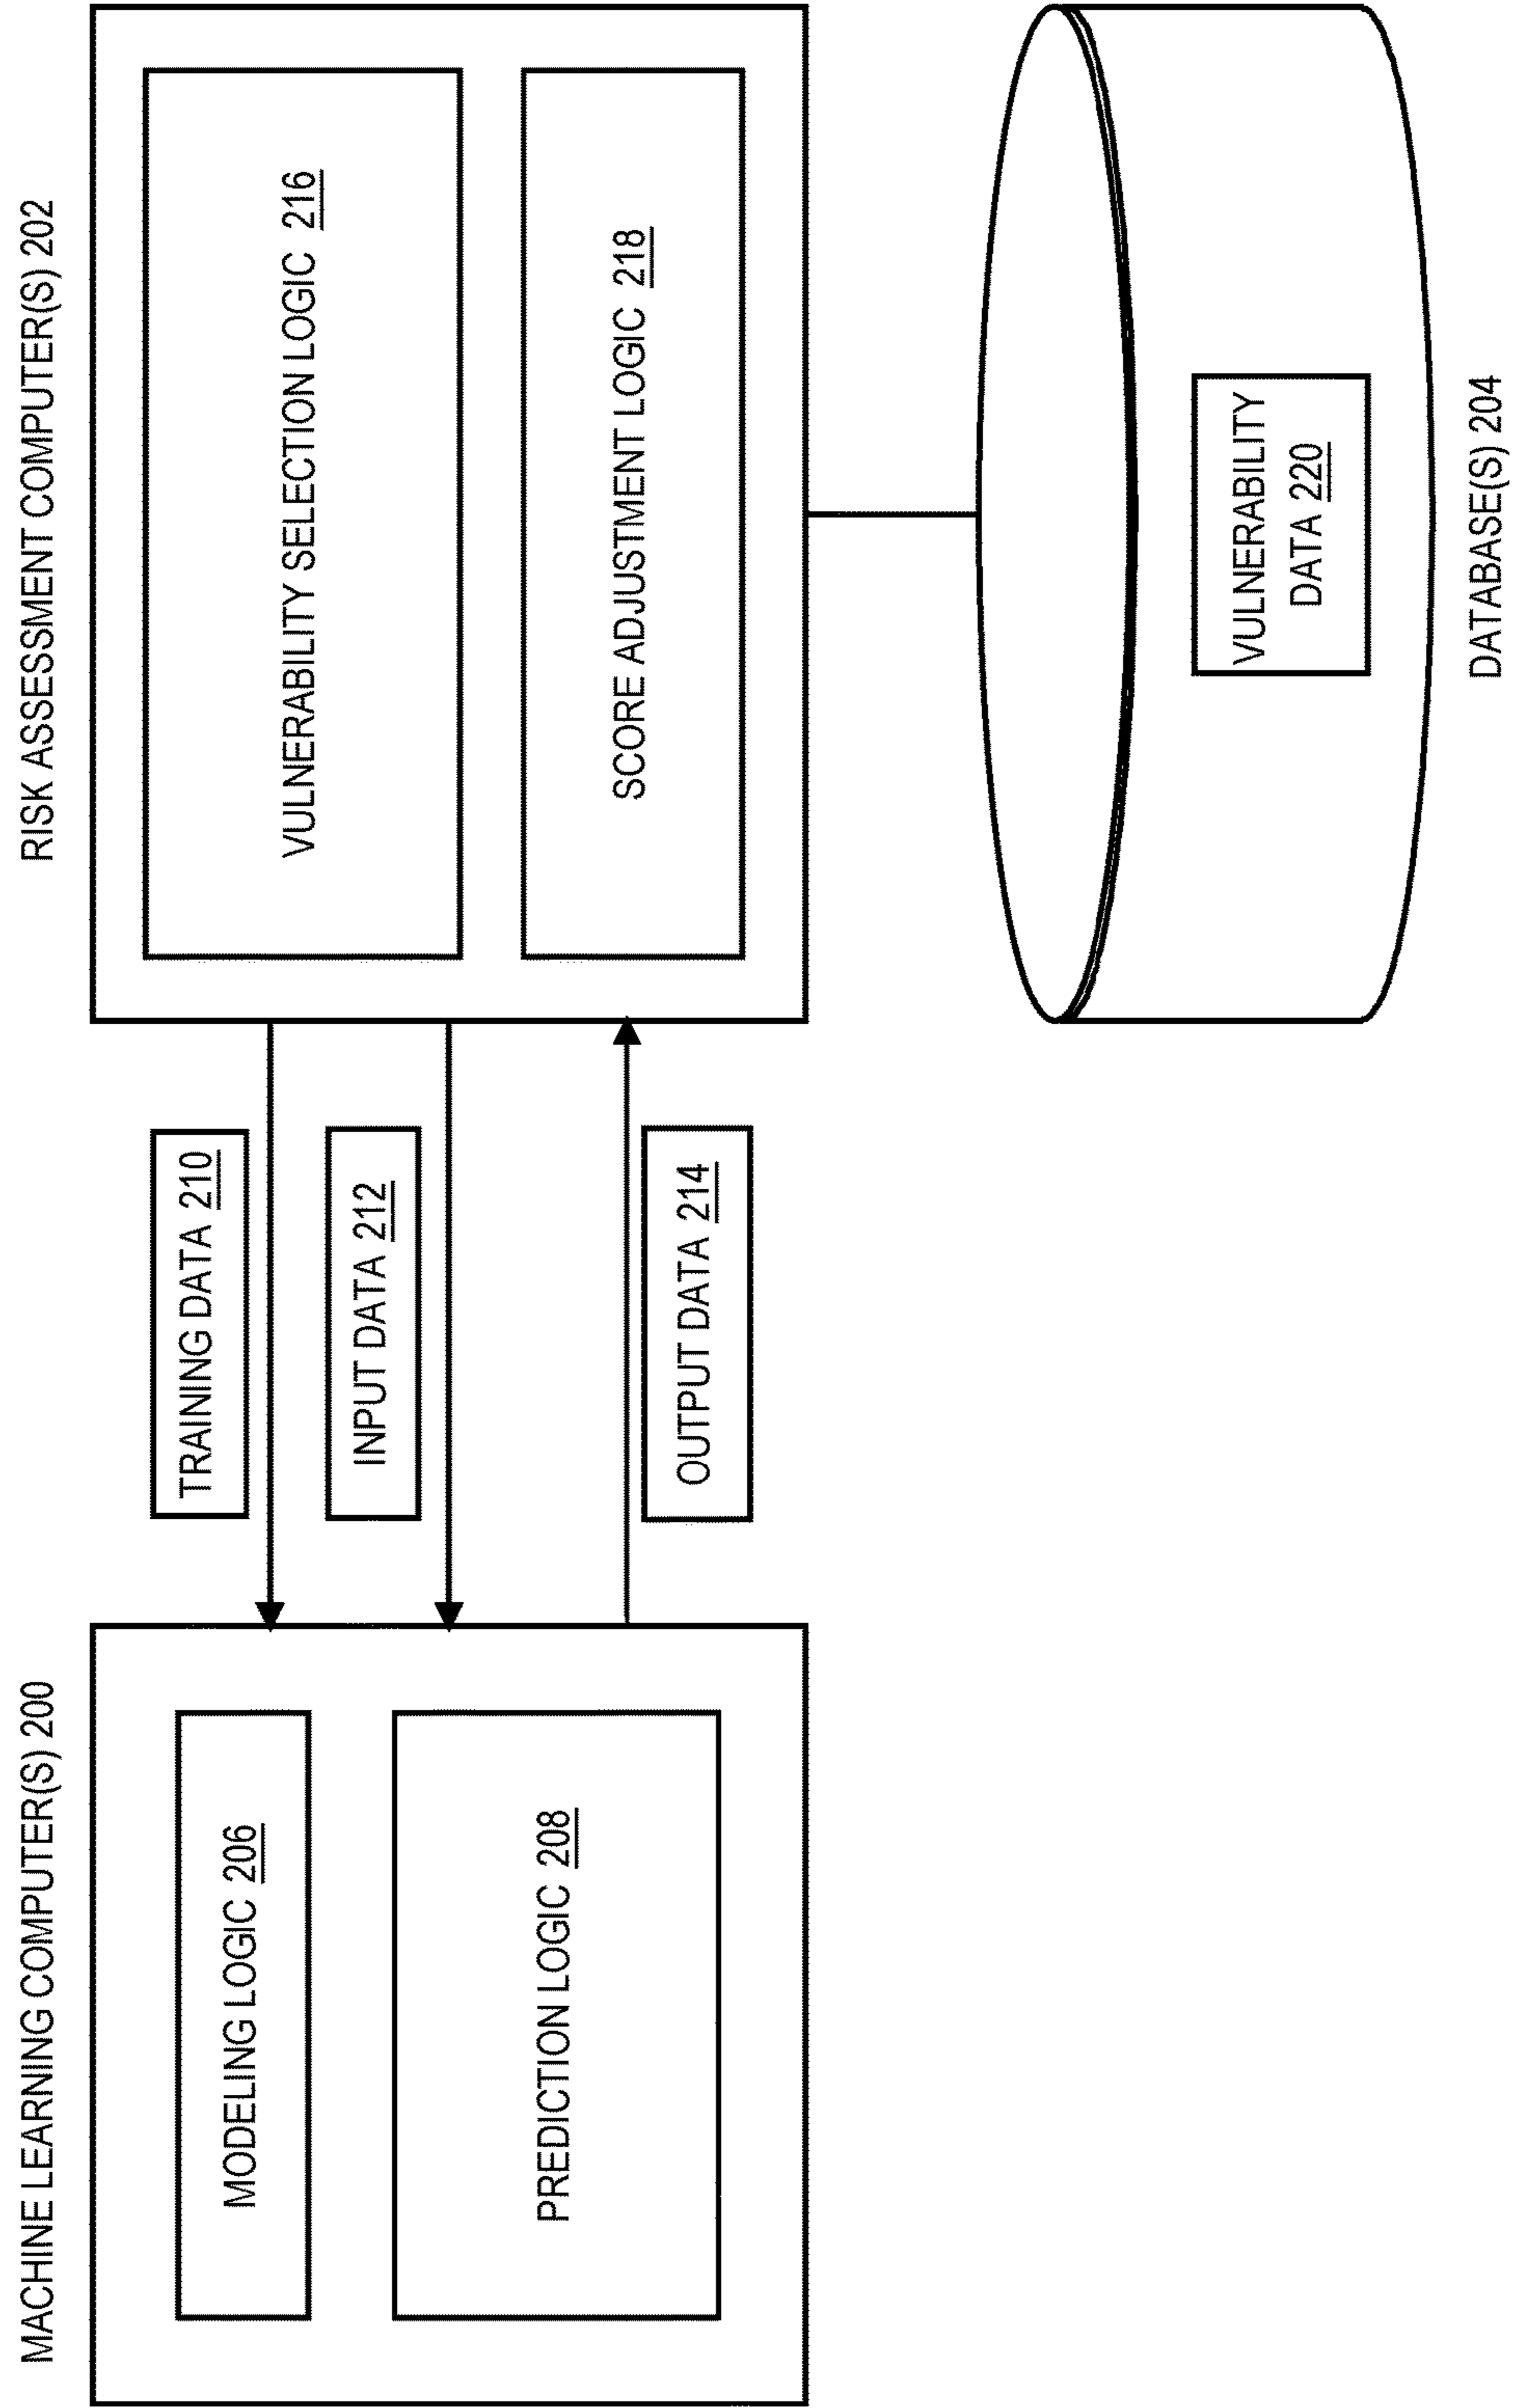 MACHINE LEARNING COMPUTER(S) 200
MODELING LOGIC 206
PREDICTION LOGIC 208
TRAINING DATA 210
INPUT DATA 212
OUTPUT DATA 214
RISK ASSESSMENT COMPUTER(S) 202
VULNERABILITY SELECTION LOGIC 216
SCORE ADJUSTMENT LOGIC 218
VULNERABILITY
DATA 220
DATABASE(S) 204